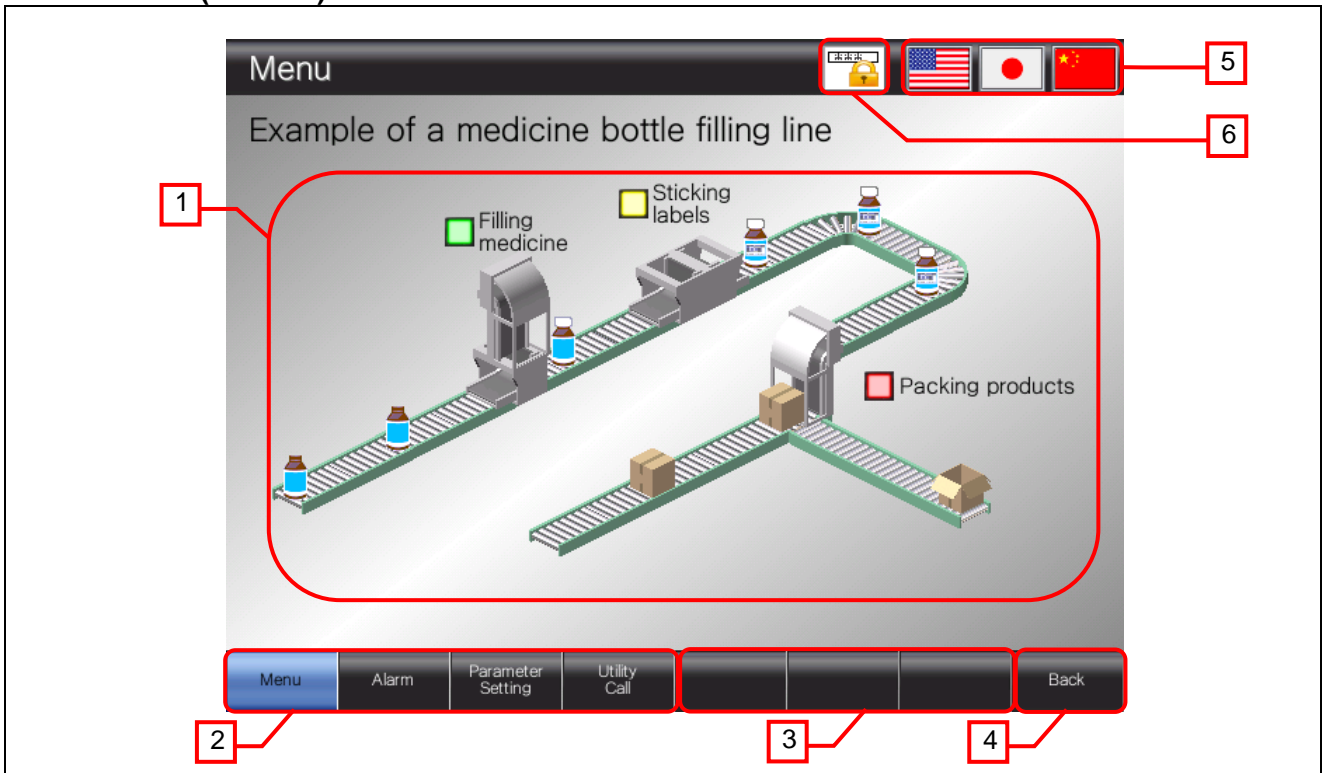 Menu
***
5
Example of a medicine bottle filling line
6
1
Sticking
labels
Filling
medicine
Packing products
Menu
Alarm
Parameter
Setting
Utility
Call
Back
2
3
4